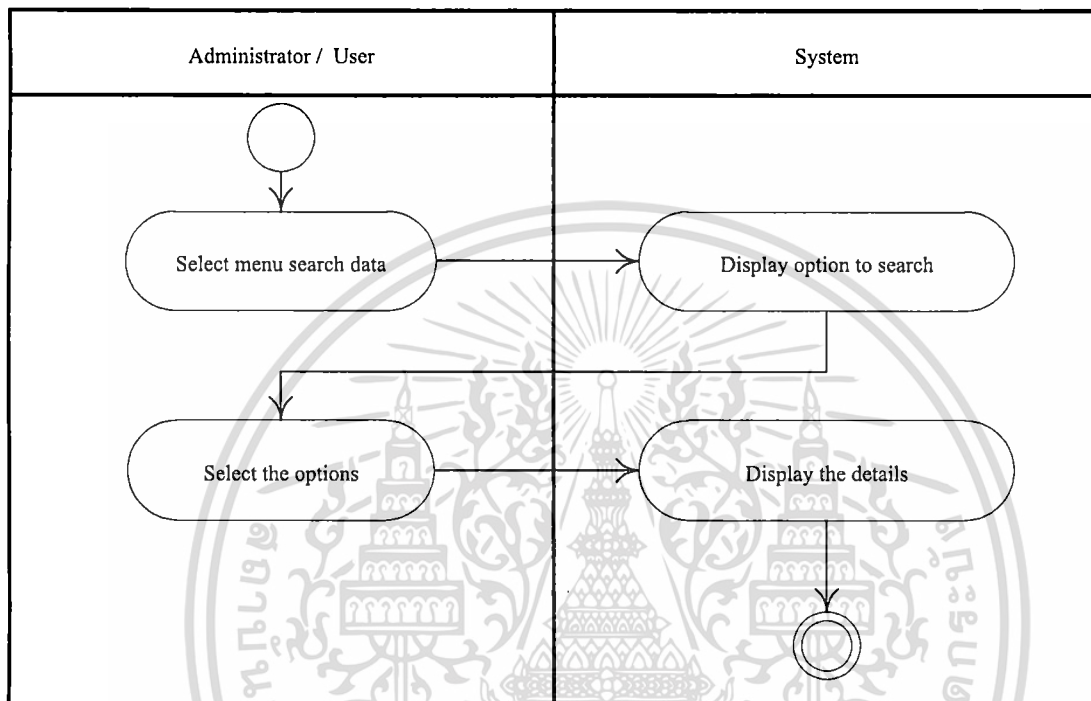 Administrator / User
System
Select menu search data
Display option to search
Select the options
Display the details